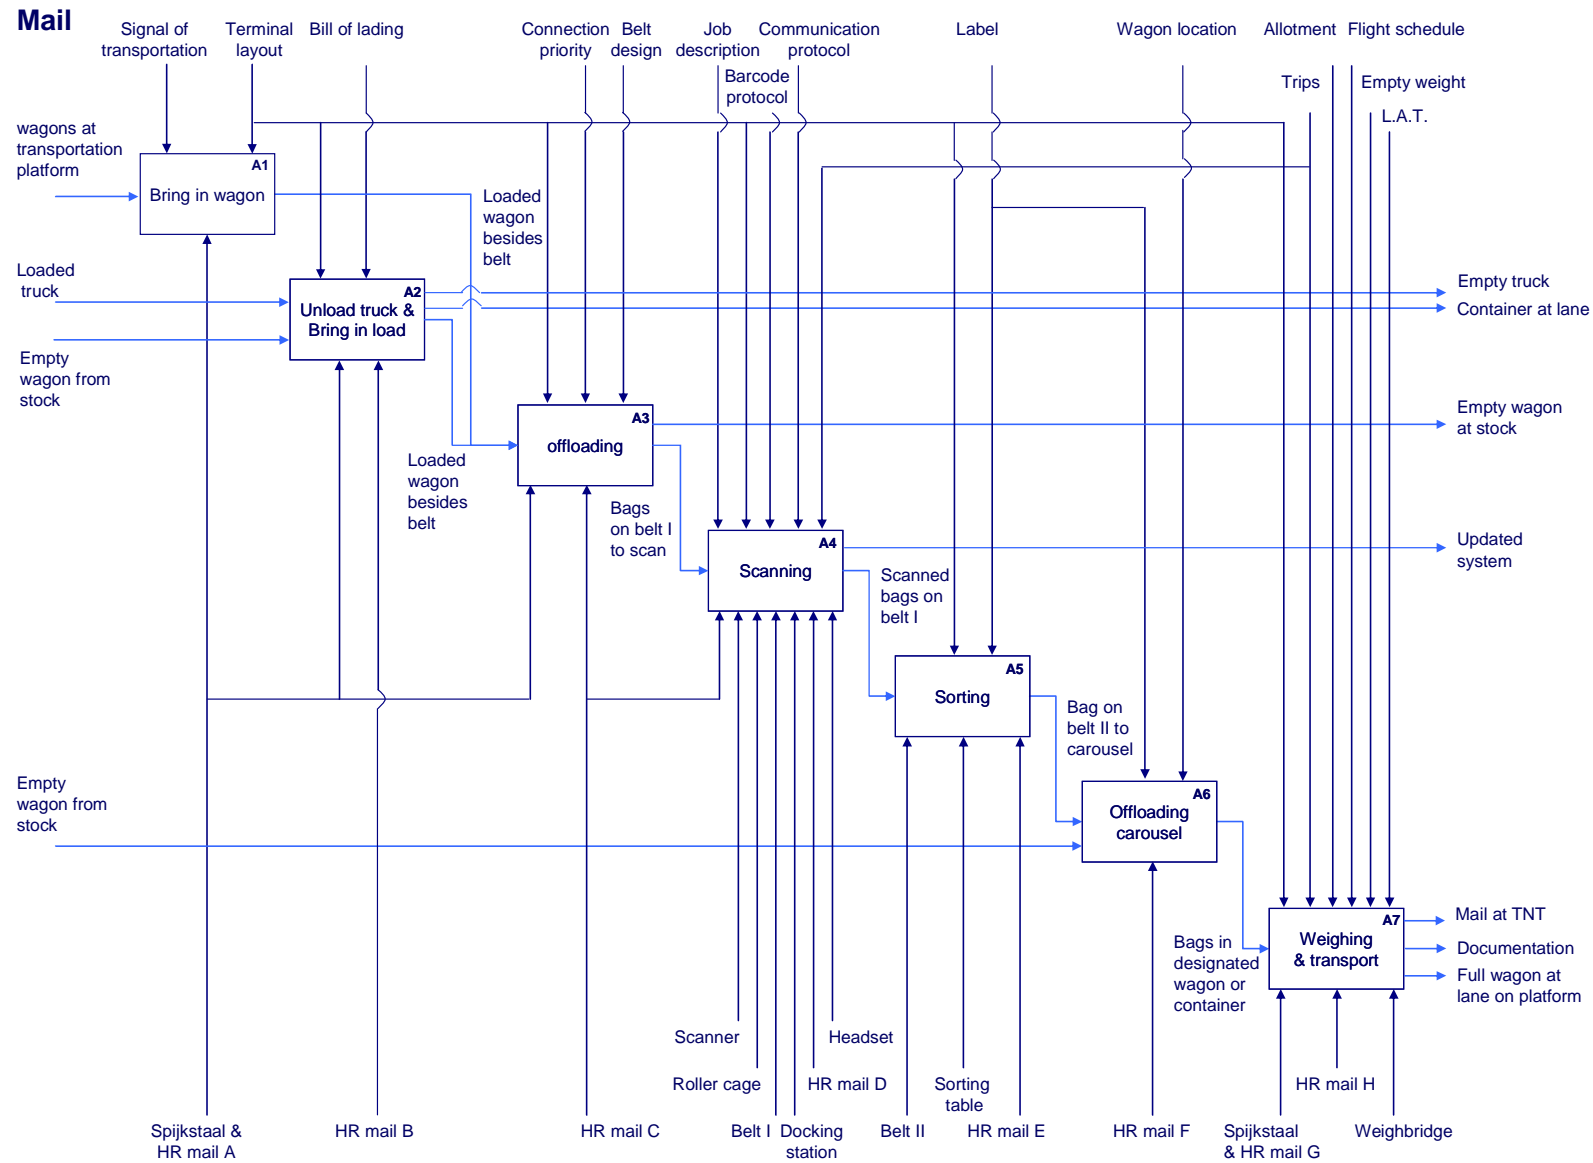 Mail
Signal of
transportation
Terminal
layout
Bill of lading
Connection
priority
Belt
design
Job
description
Communication
protocol
Label
Wagon location
Allotment
Flight schedule
Barcode
protocol
Trips
Empty weight
L.A.T.
wagons at
transportation
platform
A1
Bring in wagon
Loaded
wagon
besides
belt
Loaded
truck
A2
Unload truck &
Bring in load
Empty truck
Container at lane
Empty
wagon from
stock
A3
offloading
Empty wagon
at stock
Loaded
wagon
besides
belt
Bags
on belt I
to scan
A4
Scanning
Updated
system
Scanned
bags on
belt I
A5
Sorting
Bag on
belt II to
carousel
Empty
wagon from
stock
A6
Offloading
carousel
A7
Weighing
& transport
Mail at TNT
Documentation
Full wagon at
lane on platform
Bags in
designated
wagon or
container
Scanner
Headset
Roller cage
HR mail D
Sorting
table
HR mail H
Spijkstaal &
HR mail A
HR mail B
HR mail C
Belt I
Docking
station
Belt II
HR mail E
HR mail F
Spijkstaal
& HR mail G
Weighbridge